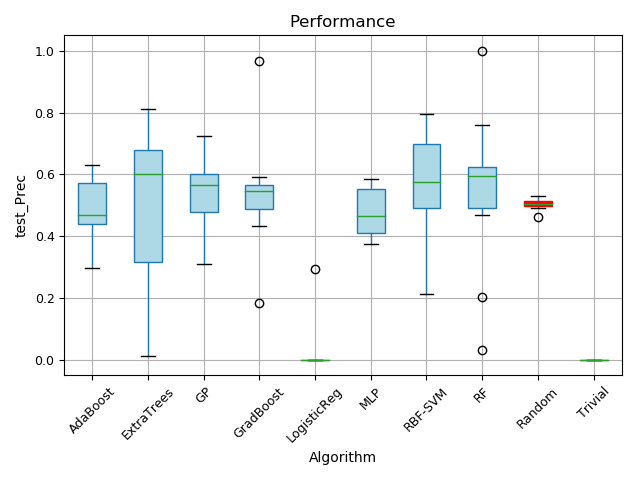 Performance
test_Prec
1.0
0.8
0.6
0.4
0.2
0.0
AdaBoost
ExtraTrees
GP
GradBoost
LogisticReg
MLP
RBF-SVM
RF
Random
Trivial
Algorithm